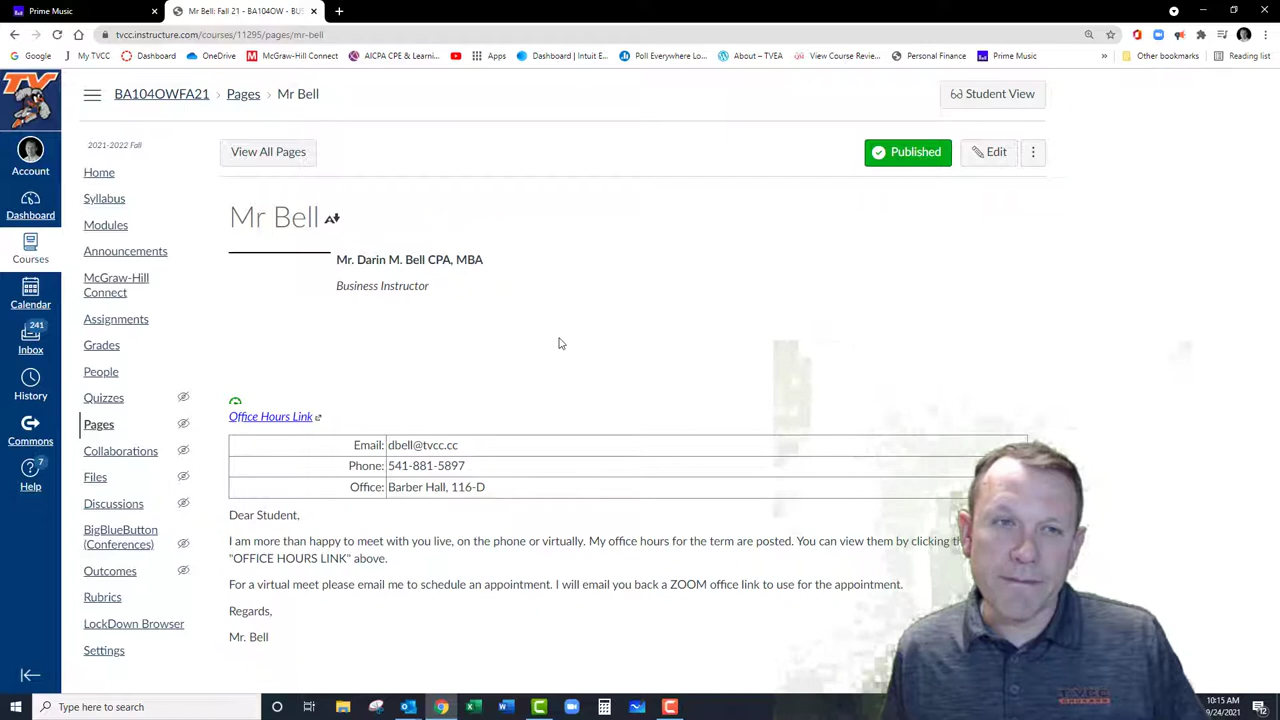 Prime Music
Mr Bell: Fall 21 - BA104OW - BUS
tvcc.instructure.com/courses/11295/pages/mr-bell
Google
My TVCC
Dashboard
OneDrive
McGraw-Hill
AICPA CPE & Learni...
Apps
Dashboard | Intuit E...
Poll Everywhere Lo...
About – TVEA
View Course Revie...
Personal Finance
Prime Music
Other bookmarks
Reading list
TV
BA104OWFA21 › Pages › Mr Bell
Student View
Account
Dashboard
Courses
Calendar
241
Inbox
History
Commons
7
Help
2021-2022 Fall
Home
Syllabus
Modules
Announcements
McGraw-Hill
Connect
Assignments
Grades
People
Quizzes
Pages
Collaborations
Files
Discussions
BigBlueButton
(Conferences)
Outcomes
Rubrics
LockDown Browser
Settings
View All Pages
Published
Edit
Mr Bell
Mr. Darin M. Bell CPA, MBA
Business Instructor
Office Hours Link
Email: dbell@tvcc.cc
Phone: 541-881-5897
Office: Barber Hall, 116-D
Dear Student,
I am more than happy to meet with you live, on the phone or virtually. My office hours for the term are posted. You can view them by clicking
"OFFICE HOURS LINK" above.
For a virtual meet please email me to schedule an appointment. I will email you back a ZOOM office link to use for the appointment.
Regards,
Mr. Bell
TVCC
Type here to search
10:15 AM
9/24/2021